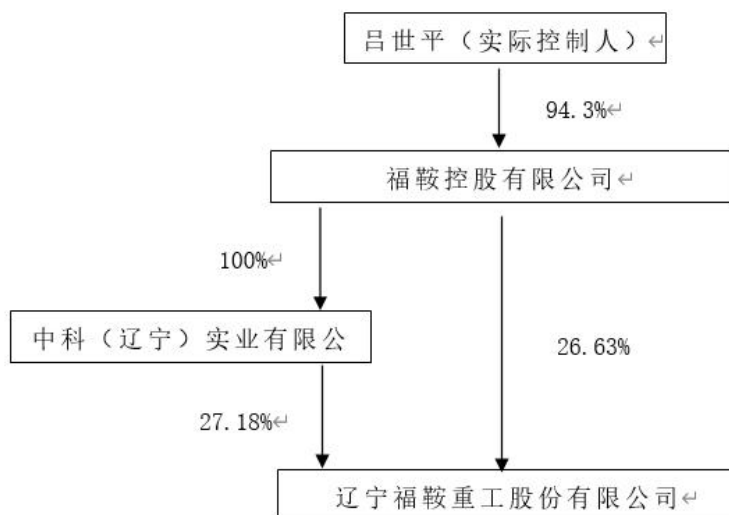 吕世平（实际控制人）↵
94.3%↵
福鞍控股有限公司↵
100%↵
中科（辽宁）实业有限公
26.63%
27.18%↵
辽宁福鞍重工股份有限公司↵